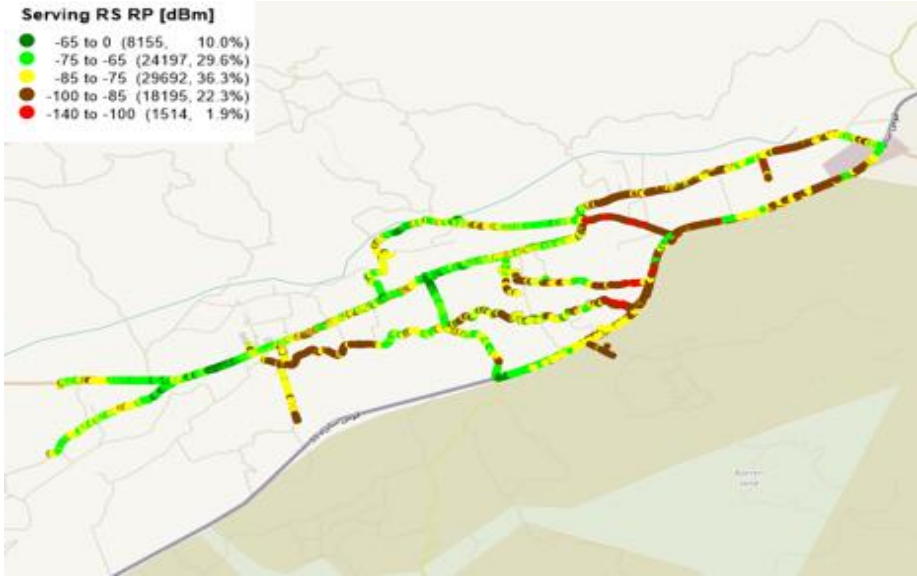 Serving RS RP [dBm]
-65 to 0 (8155, 10.0%)
-75 to -65 (24197, 29.6%)
-85 to -75 (29692, 36.3%)
-100 to -85 (18195, 22.3%)
-140 to -100 (1514, 1.9%)